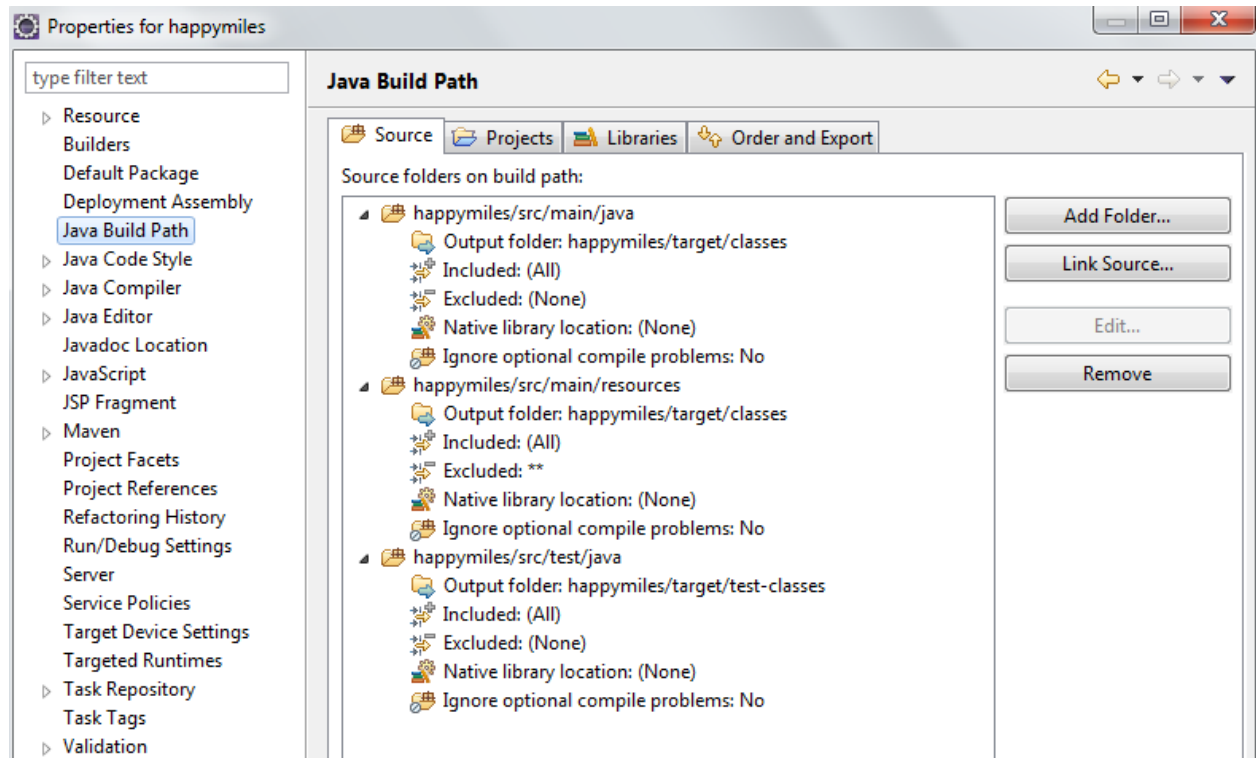 Properties for happymiles
type filter text
Resource
Builders
Default Package
Deployment Assembly
Java Build Path
Java Code Style
Java Compiler
Java Editor
Javadoc Location
JavaScript
JSP Fragment
Maven
Project Facets
Project References
Refactoring History
Run/Debug Settings
Server
Service Policies
Target Device Settings
Targeted Runtimes
Task Repository
Task Tags
Validation
Java Build Path
Source Projects Libraries Order and Export
Source folders on build path:
happymiles/src/main/java
Output folder: happymiles/target/classes
Included: (All)
Excluded: (None)
Native library location: (None)
Ignore optional compile problems: No
happymiles/src/main/resources
Output folder: happymiles/target/classes
Included: (All)
Excluded: **
Native library location: (None)
Ignore optional compile problems: No
happymiles/src/test/java
Output folder: happymiles/target/test-classes
Included: (All)
Excluded: (None)
Native library location: (None)
Ignore optional compile problems: No
Add Folder...
Link Source...
Edit...
Remove